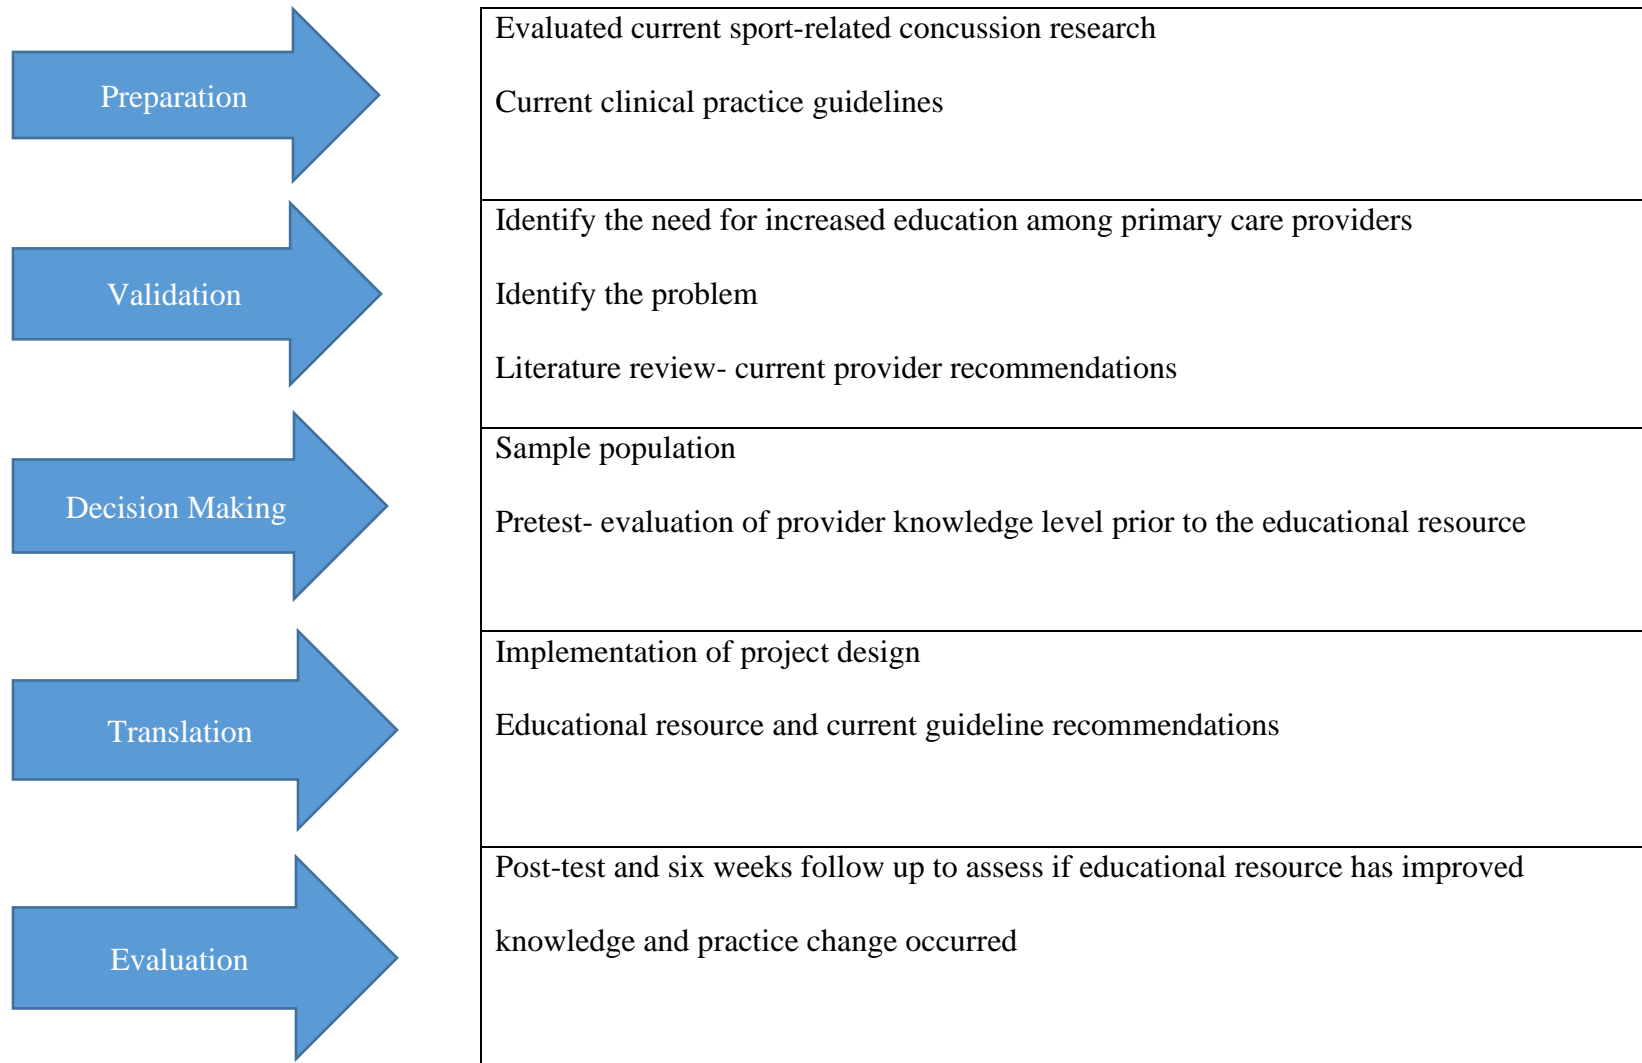 Preparation
Evaluated current sport-related concussion research
Current clinical practice guidelines
Validation
Identify the need for increased education among primary care providers
Identify the problem
Literature review- current provider recommendations
Decision Making
Sample population
Pretest- evaluation of provider knowledge level prior to the educational resource
Translation
Implementation of project design
Educational resource and current guideline recommendations
Evaluation
Post-test and six weeks follow up to assess if educational resource has improved
knowledge and practice change occurred